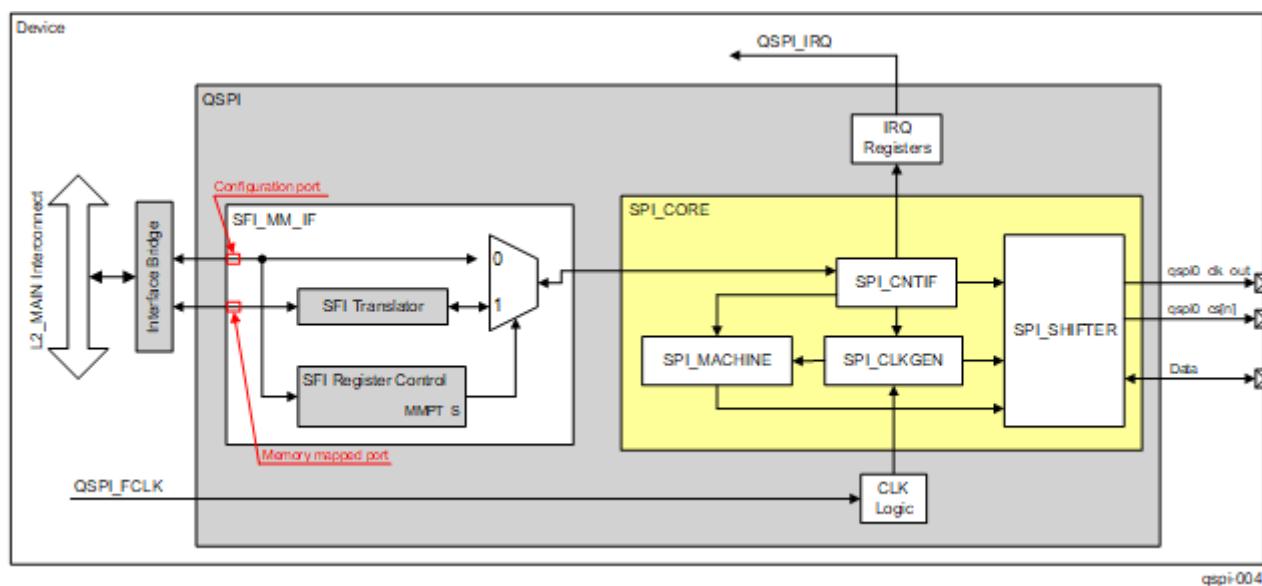 Device
QSPI_IRQ
QSPI
IRQ
Registers
Configuration port
SFI_MM_IF
SPI_CORE
L2_MAIN Interconnect
Interface Bridge
0
SPI_CNTIF
qspi0_clk_out
SFI Translator
1
qspi0_cs[n]
SPI_SHIFTER
SPI_MACHINE
SPI_CLKGEN
SFI Register Control
Data
MMPT_S
Memory mapped port
QSPI_FCLK
CLK
Logic
qspi-004